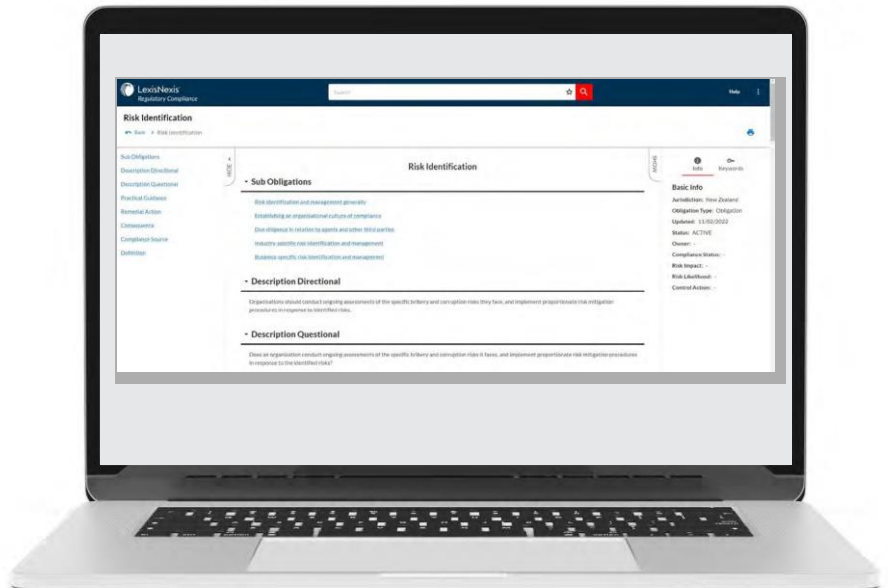 LexisNexis®
Regulatory Compliance
Search
Help
Risk Identification
Back > Risk Identification
Sub Obligations
Description Directional
Description Questional
Practical Guidance
Remedial Action
Consequence
Compliance Source
Definition
HIDE
Risk Identification
Sub Obligations
Risk identification and management generally
Establishing an organisational culture of compliance
Due diligence in relation to agents and other third parties
Industry specific risk identification and management
Business specific risk identification and management
Description Directional
Organisations should conduct ongoing assessments of the specific bribery and corruption risks they face, and implement proportionate risk mitigation
procedures in response to identified risks.
Description Questional
Does an organisation conduct ongoing assessments of the specific bribery and corruption risks it faces, and implement proportionate risk mitigation procedures
in response to the identified risks?
SHOW
Info Keywords
Basic Info
Jurisdiction: New Zealand
Obligation Type: Obligation
Updated: 11/02/2022
Status: ACTIVE
Owner: -
Compliance Status: -
Risk Impact: -
Risk Likelihood: -
Control Action: -
option